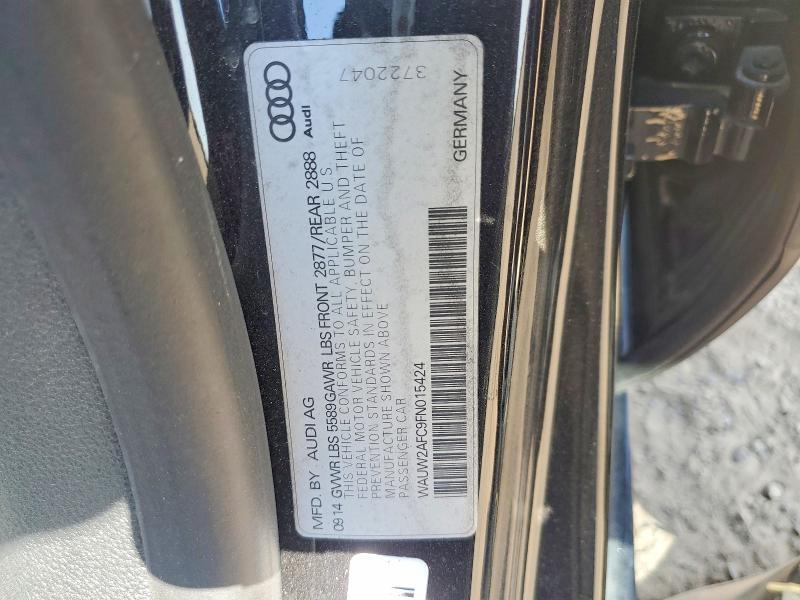 MFD. BY AUDI AG Audi
09 14 GVWR LBS 5589 GAWR LBS FRONT 2877/REAR 2888
THIS VEHICLE CONFORMS TO ALL APPLICABLE U S
FEDERAL MOTOR VEHICLE SAFETY, BUMPER AND THEFT
PREVENTION STANDARDS IN EFFECT ON THE DATE OF
MANUFACTURE SHOWN ABOVE
PASSENGER CAR
WAUW2AFC9FN015424
GERMANY
3722047